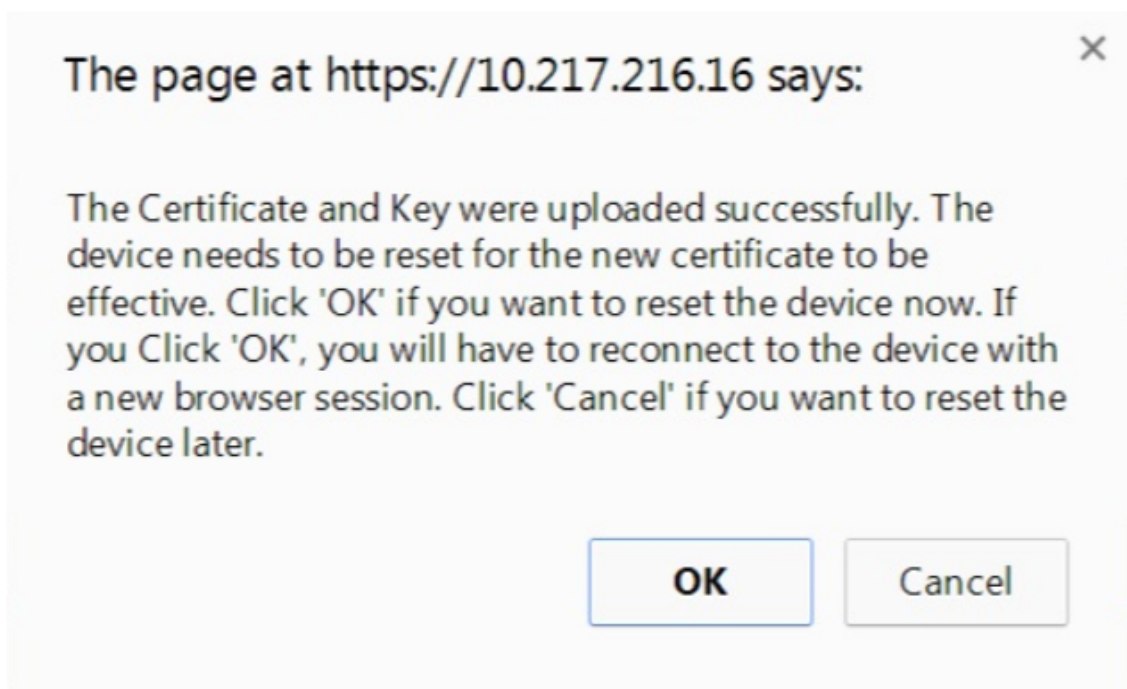 The page at https://10.217.216.16 says:
The Certificate and Key were uploaded successfully. The
device needs to be reset for the new certificate to be
effective. Click 'OK' if you want to reset the device now. If
you Click 'OK', you will have to reconnect to the device with
a new browser session. Click 'Cancel' if you want to reset the
device later.
OK Cancel